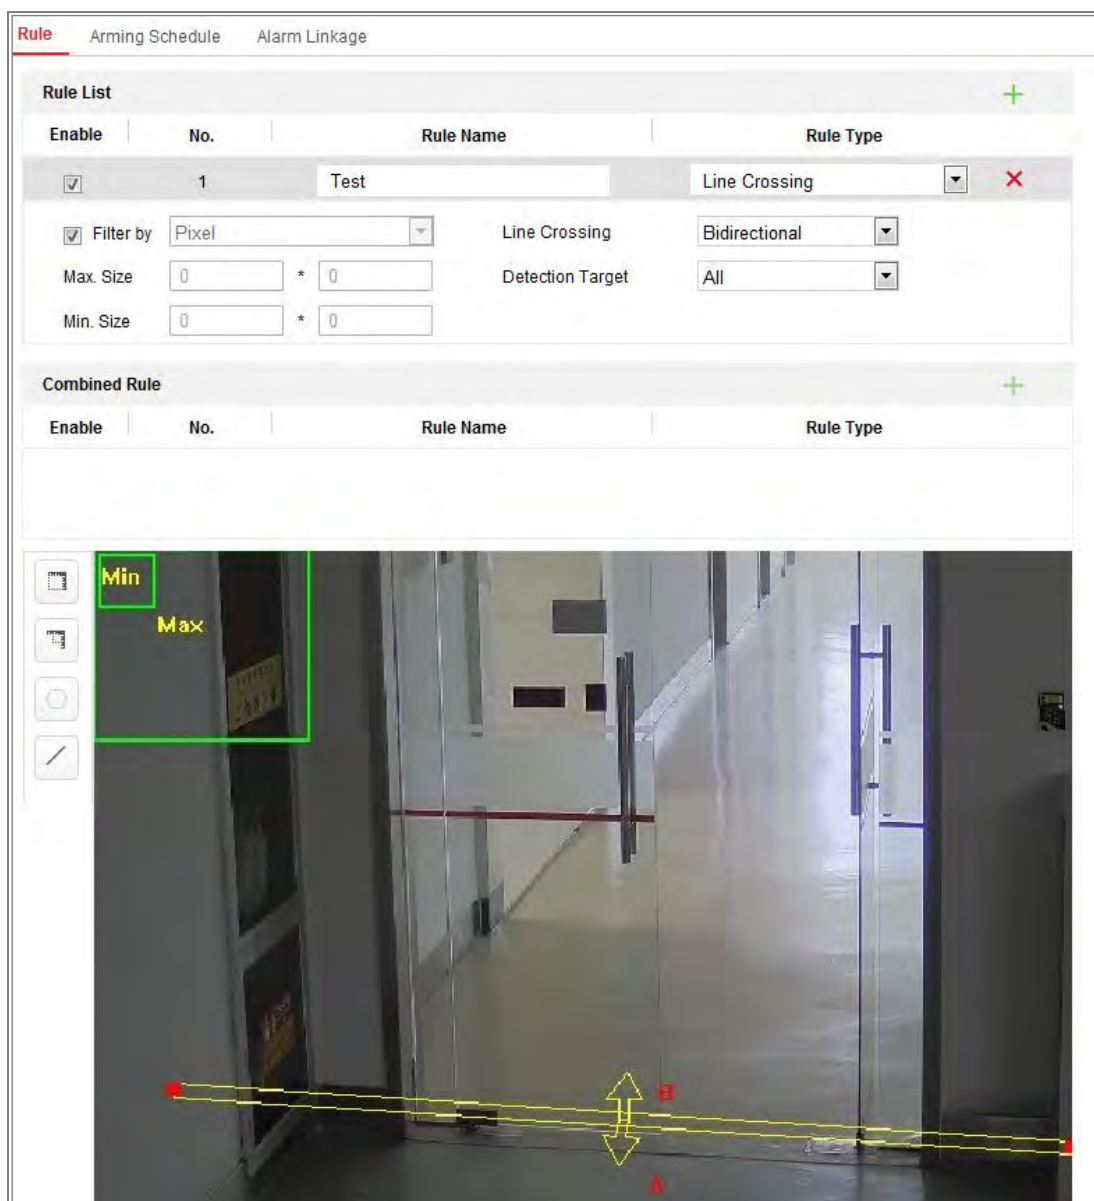 Rule Arming Schedule Alarm Linkage
Rule List
Enable No. Rule Name Rule Type
1 Test Line Crossing
Filter by Pixel Line Crossing Bidirectional
Max. Size 0 * 0 Detection Target All
Min. Size 0 * 0
Combined Rule
Enable No. Rule Name Rule Type
Min
Max
B
A